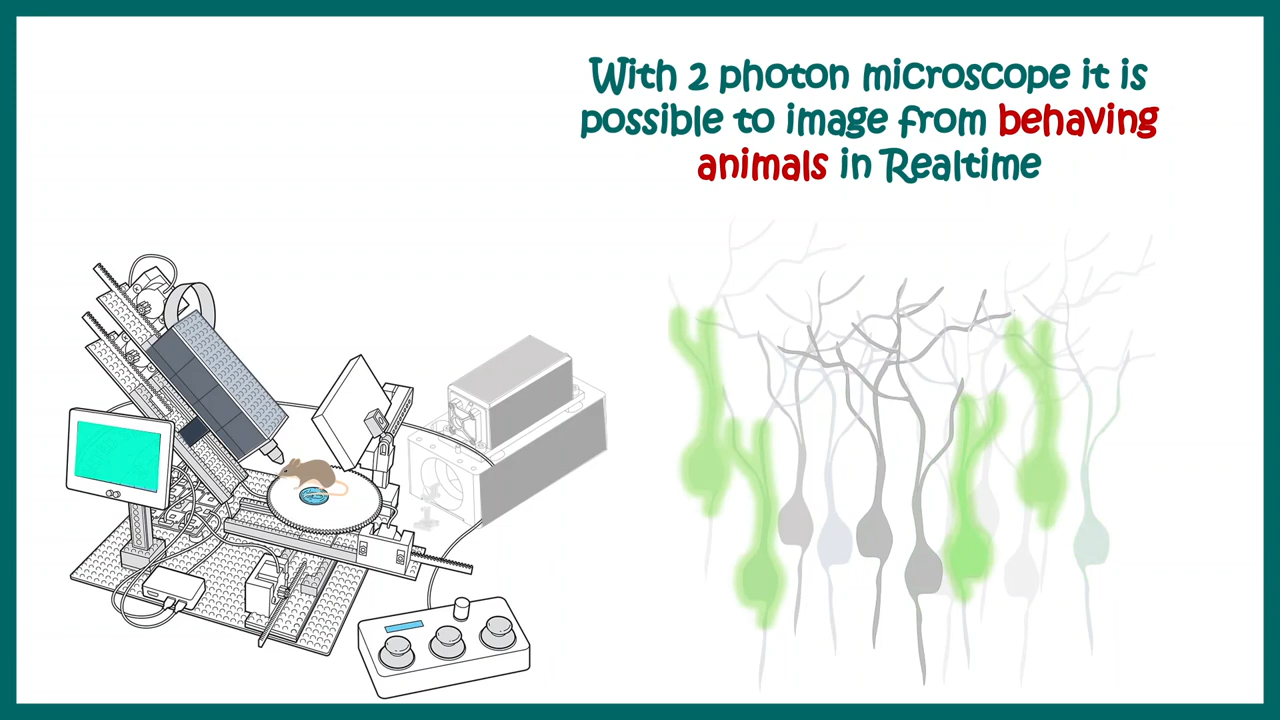 With 2 photon microscope it is
possible to image from behaving
animals in Realtime